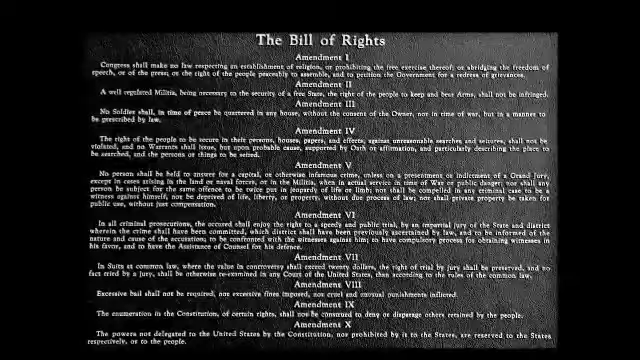 The Bill of Rights
Amendment I
Congress shall make no law respecting an establishment of religion, or prohibiting the free exercise thereof; or abridging the freedom of
speech, or of the press; or the right of the people peaceably to assemble, and to petition the Government for a redress of grievances.
Amendment II
A well regulated Militia, being necessary to the security of a free State, the right of the people to keep and bear Arms, shall not be infringed.
Amendment III
No Soldier shall, in time of peace be quartered in any house, without the consent of the Owner, nor in time of war, but in a manner to
be prescribed by law.
Amendment IV
The right of the people to be secure in their persons, houses, papers, and effects, against unreasonable searches and seizures, shall not be
violated, and no Warrants shall issue, but upon probable cause, supported by Oath or affirmation, and particularly describing the place to
be searched, and the persons or things to be seized.
Amendment V
No person shall be held to answer for a capital, or otherwise infamous crime, unless on a presentment or indictment of a Grand Jury,
except in cases arising in the land or naval forces, or in the Militia, when in actual service in time of War or public danger; nor shall any
person be subject for the same offence to be twice put in jeopardy of life or limb; nor shall be compelled in any criminal case to be a
witness against himself, nor be deprived of life, liberty, or property, without due process of law; nor shall private property be taken for
public use, without just compensation.
Amendment VI
In all criminal prosecutions, the accused shall enjoy the right to a speedy and public trial, by an impartial jury of the State and district
wherein the crime shall have been committed, which district shall have been previously ascertained by law, and to be informed of the
nature and cause of the accusation; to be confronted with the witnesses against him; to have compulsory process for obtaining witnesses in
his favor, and to have the Assistance of Counsel for his defence.
Amendment VII
In Suits at common law, where the value in controversy shall exceed twenty dollars, the right of trial by jury shall be preserved, and no
fact tried by a jury, shall be otherwise re-examined in any Court of the United States, than according to the rules of the common law.
Amendment VIII
Excessive bail shall not be required, nor excessive fines imposed, nor cruel and unusual punishments inflicted.
Amendment IX
The enumeration in the Constitution, of certain rights, shall not be construed to deny or disparage others retained by the people.
Amendment X
The powers not delegated to the United States by the Constitution, nor prohibited by it to the States, are reserved to the States
respectively, or to the people.